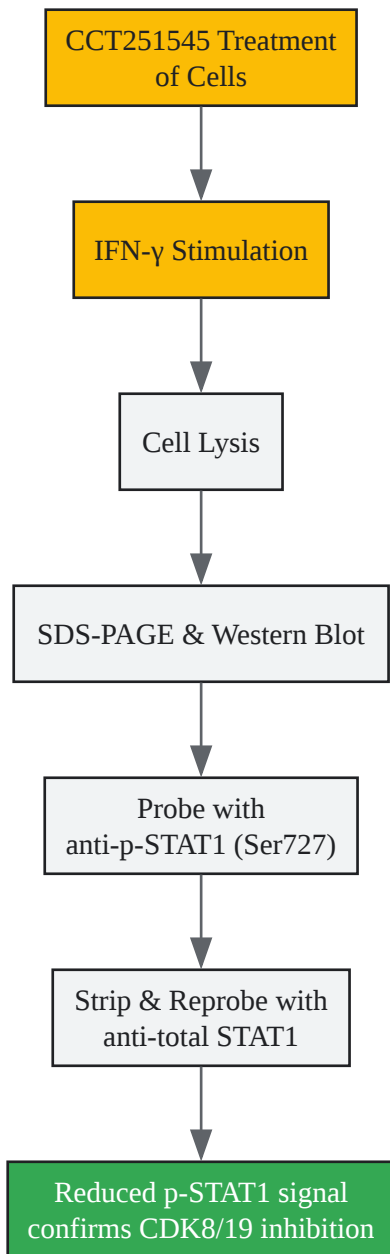 CCT251545 Treatment
of Cells
IFN-γ Stimulation
Cell Lysis
SDS-PAGE & Western Blot
Probe with
anti-p-STAT1 (Ser727)
Strip & Reprobe with
anti-total STAT1
Reduced p-STAT1 signal
confirms CDK8/19 inhibition